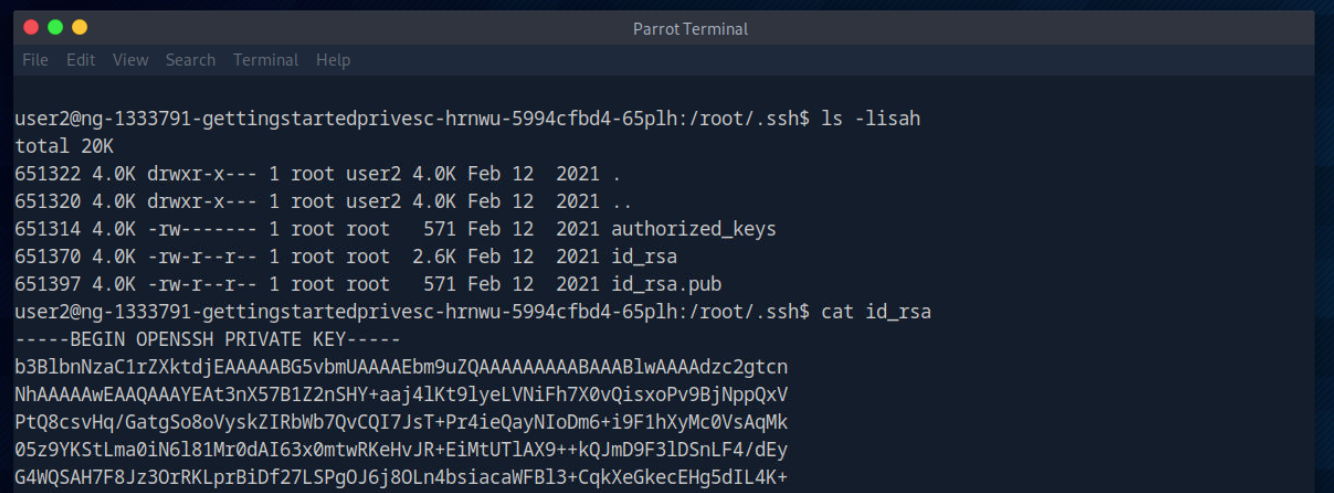 Parrot Terminal
File Edit View Search Terminal Help
user2@ng-1333791-gettingstartedprivesc-hrnwu-5994cfbd4-65plh:/root/.ssh$ ls -lisah
total 20K
651322 4.0K drwxr-x--- 1 root user2 4.0K Feb 12  2021 .
651320 4.0K drwxr-x--- 1 root user2 4.0K Feb 12  2021 ..
651314 4.0K -rw------- 1 root root   571 Feb 12  2021 authorized_keys
651370 4.0K -rw-r--r-- 1 root root  2.6K Feb 12  2021 id_rsa
651397 4.0K -rw-r--r-- 1 root root   571 Feb 12  2021 id_rsa.pub
user2@ng-1333791-gettingstartedprivesc-hrnwu-5994cfbd4-65plh:/root/.ssh$ cat id_rsa
-----BEGIN OPENSSH PRIVATE KEY-----
b3BlbnNzaC1rZXktdjEAAAAABG5vbmUAAAAEbm9uZQAAAAAAAAABAAABlwAAAAdzc2gtcn
NhAAAAAwEAAQAAAYEAt3nX57B1Z2nSHY+aaj4lKt9lyeLVNiFh7X0vQisxoPv9BjNppQxV
PtQ8csvHq/GatgSo8oVyskZIRbWb7QvCQI7JsT+Pr4ieQayNIoDm6+i9F1hXyMc0VsAqMk
05z9YKStLma0iN6l81Mr0dAI63x0mtwRKeHvJR+EiMtUTlAX9++kQJmD9F3lDSnLF4/dEy
G4WQSAH7F8Jz3OrRKLprBiDf27LSPgOJ6j8OLn4bsiacaWFBl3+CqkXeGkecEHg5dIL4K+